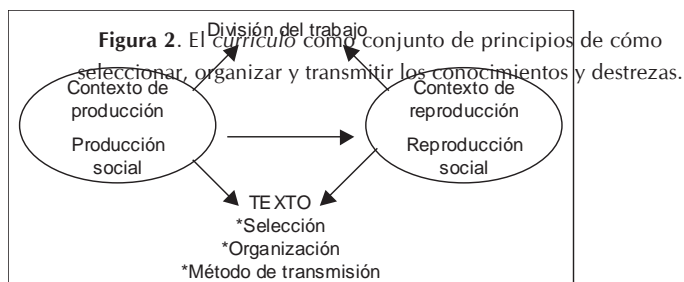 División del trabajo
Figura 2. El currículo como conjunto de principios de cómo
seleccionar, organizar y transmitir los conocimientos y destrezas.
Contexto de
producción
Producción
social
Contexto de
reproducción
Reproducción
social
TEXTO
*Selección
*Organización
*Método de transmisión